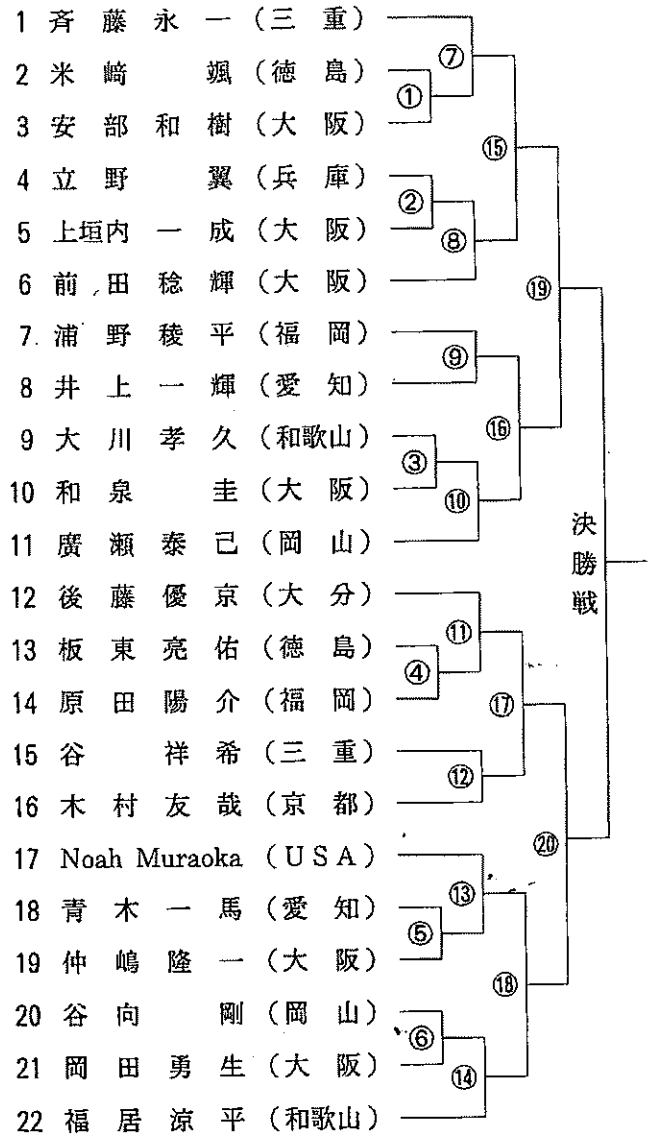 1 斉藤永一(三重)
2 米﨑颯(徳島)
3 安部和樹(大阪)
4 立野翼(兵庫)
5 上垣内一成(大阪)
6 前田稔輝(大阪)
7 浦野稜平(福岡)
8 井上一輝(愛知)
9 大川孝久(和歌山)
10 和泉圭(大阪)
11 廣瀬泰己(岡山)
12 後藤優京(大分)
13 板東亮佑(徳島)
14 原田陽介(福岡)
15 谷祥希(三重)
16 木村友哉(京都)
17 Noah Muraoka (USA)
18 青木一馬(愛知)
19 仲嶋隆一(大阪)
20 谷向剛(岡山)
21 岡田勇生(大阪)
22 福居涼平(和歌山)
①
②
③
④
⑤
⑥
⑦
⑧
⑨
⑩
⑪
⑫
⑬
⑭
⑮
⑯
⑰
⑱
⑲
⑳
決勝戦